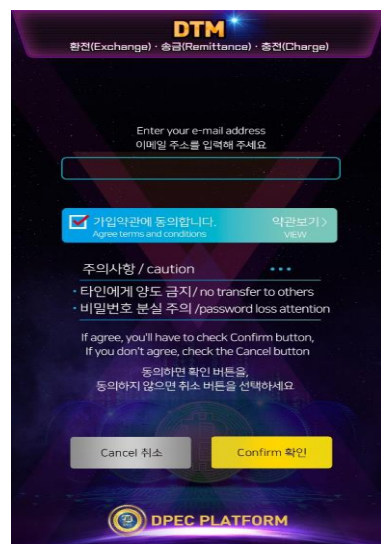 DTM
환전(Exchange) · 송금(Remittance) · 충전(Charge)
Enter your e-mail address
이메일 주소를 입력해 주세요
가입약관에 동의합니다. 약관보기 >
Agree terms and conditions VIEW
주의사항 / caution •••
· 타인에게 양도 금지/ no transfer to others
· 비밀번호 분실 주의 /password loss attention
If agree, you'll have to check Confirm button,
If you don't agree, check the Cancel button
동의하면 확인 버튼을,
동의하지 않으면 취소 버튼을 선택하세요
Cancel 취소 Confirm 확인
DPEC PLATFORM